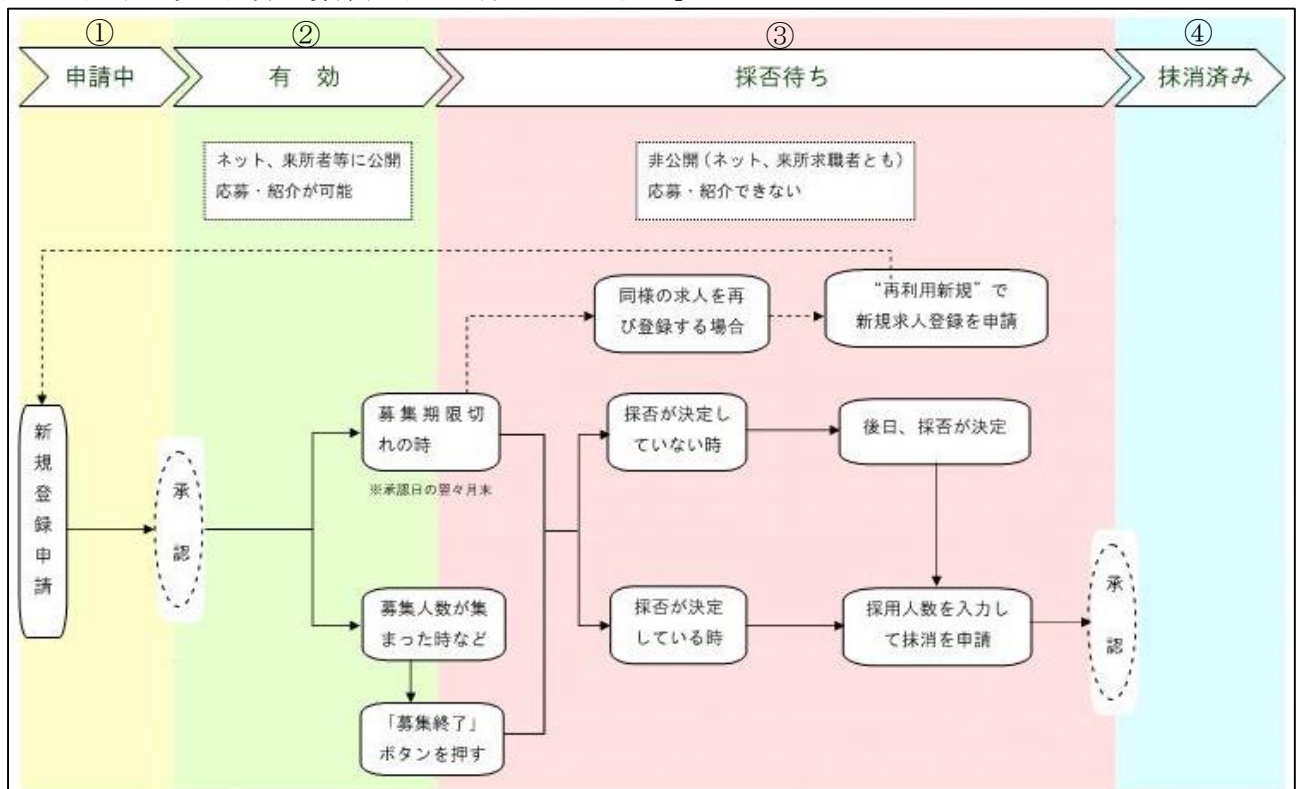 ①
②
③
④
申請中
有 効
採否待ち
抹消済み
ネット、来所者等に公開
応募・紹介が可能
非公開（ネット、来所求職者とも）
応募・紹介できない
同様の求人を再
び登録する場合
“再利用新規”で
新規求人登録を申請
新規登録申請
承認
募集期限切
れの時
※承認日の翌々月末
採否が決定し
ていない時
後日、採否が決定
募集人数が集
まった時など
採否が決定
している時
採用人数を入力し
て抹消を申請
承認
「募集終了」
ボタンを押す